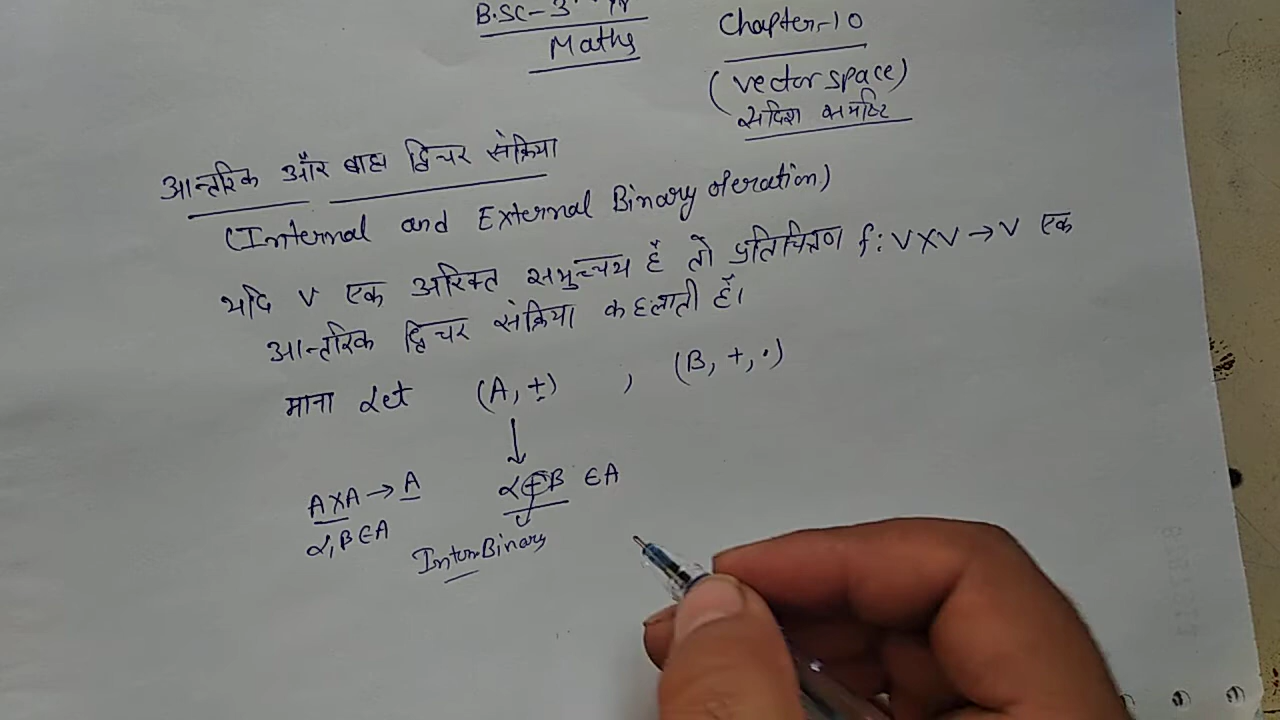 B.SC-3
Maths
Chapter-10
(vector space)
सदिश समष्टि
आन्तरिक और बाह्य द्विचर संक्रिया
(Internal and External Binary operation)
यदि V एक अरिक्त समुच्चय है तो प्रतिचित्रण f: V×V→V एक
आन्तरिक द्विचर संक्रिया कहलाती है।
माना Let (A, +) , (B, +, •)
A×A→A α+B ∈A
α,B∈A
Intern Binary